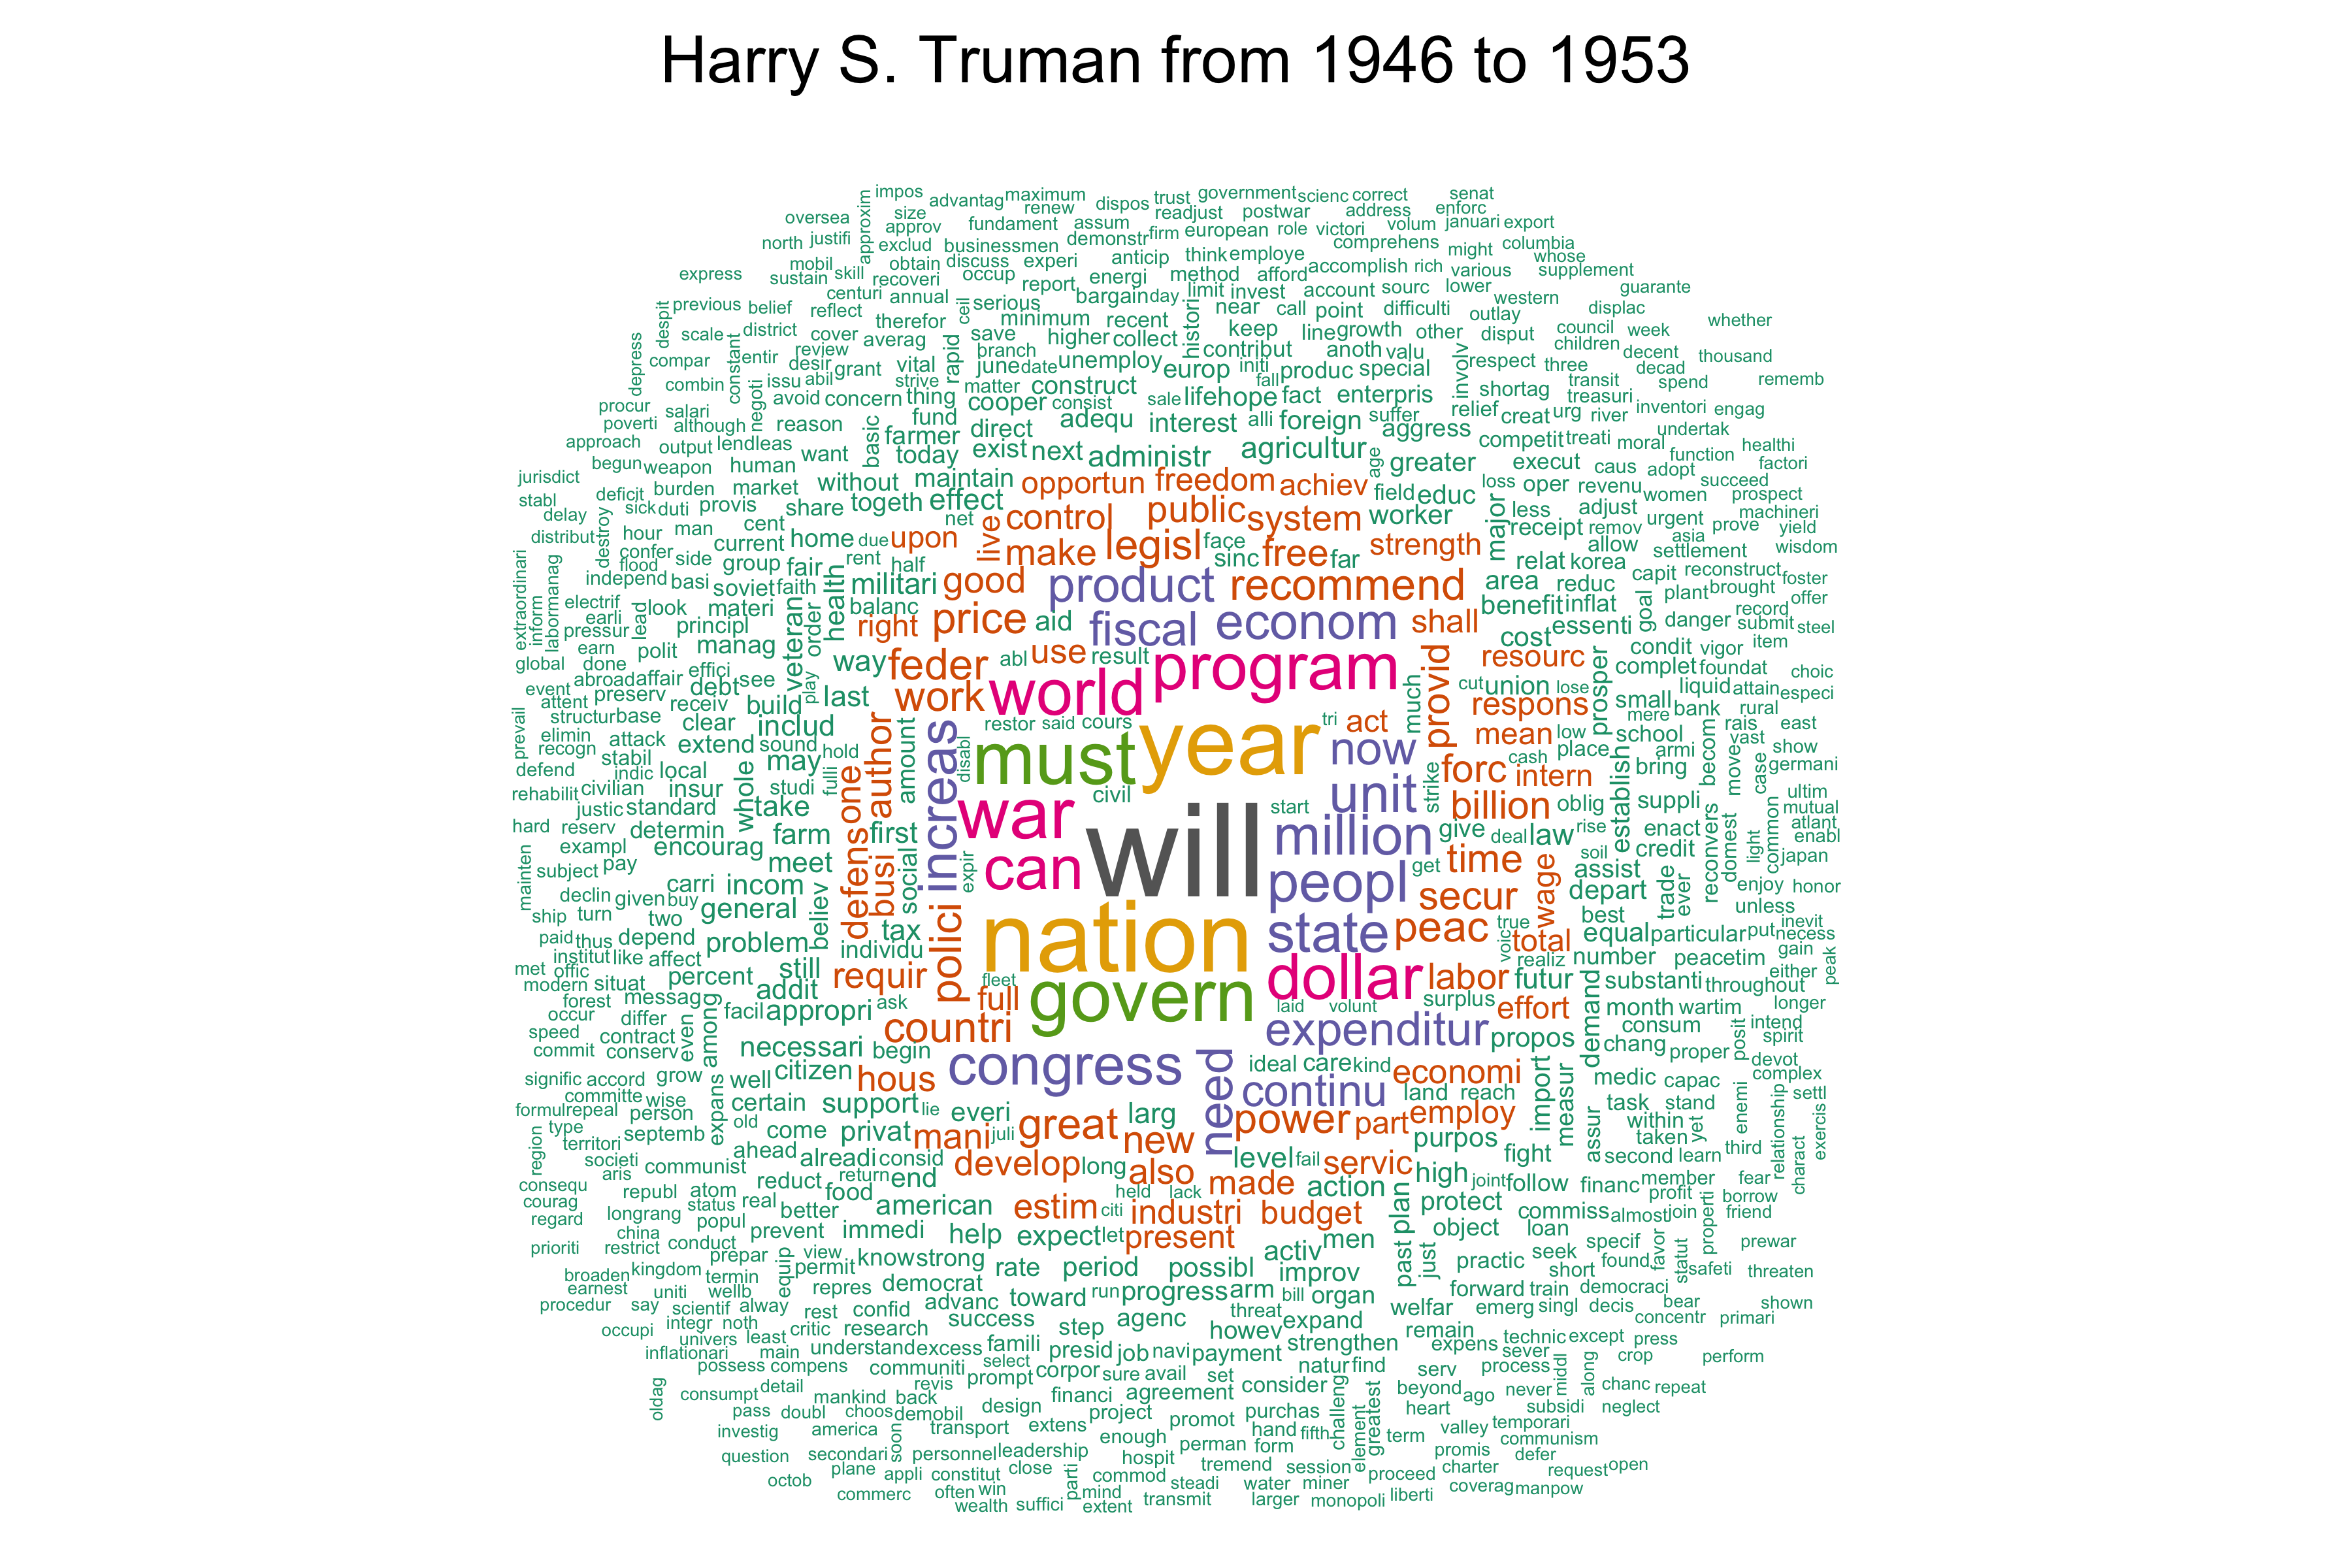 Harry S. Truman from 1946 to 1953
impos advantag maximum renew dispos trust government scienc correct senat
oversea approxim size approv fundament assum readjust postwar address enforc
north justifi exclud businessmen demonstr firm european role victori volum januari export
mobil obtain discuss experi anticip think employe comprehens might columbia whose
express sustain skill recoveri occup report energi method afford accomplish rich various supplement
previous belief centuri annual serious bargain day limit invest account sourc lower western guarante
despit reflect therefor ceil minimum recent histori near call point difficulti outlay displac
scale constant district cover averag save higher collect keep line growth other disput council week whether
depress compar entir review desir grant vital rapid branch june date unemploy contribut anoth valu involv children decent thousand
combin negoti issu abil strive matter construct europ initi produc special respect three decad
procur salari avoid concern thing cooper consist fall sale life hope fact enterpris shortag transit spend rememb
poverti although reason basic fund direct adequ interest alli foreign suffer relief creat urg treasuri river inventori engag
approach output lendleas want farmer exist next administr agricultur aggress competit treati moral undertak healthi
jurisdict begun weapon human today maintain opportun freedom achiev age greater execut caus adopt function factori
stabl deficit burden market without effect control public system field educ loss oper revenu women succeed prospect
delay sick duti provis share togeth net live worker major less adjust urgent prove machineri
distribut destroy hour man cent current home due upon make legisl face free far strength receipt remov asia yield
confer flood side group fair rent half sinc relat allow korea settlement wisdom
extraordinari labormanag independ basi soviet faith health militari good product recommend area reduc capit reconstruct foster
inform electrif earli look materi veteran order balanc price aid fiscal econom shall benefit inflat goal plant brought offer
pressur lead principl right cost essenti danger record submit steel
global earn polit manag way feder abl use result program provid resourc condit vigor item
done abroad affair effici debt see play last work world much cut union lose prosper complet foundat choic
event attent preserv receiv build respons small liquid attain especi
prevail structur base clear includ author increas restor said cours must year tri act now mean low mere bank rural
elimin recogn attack extend sound hold disabl school becom rais east
defend stabil indic local whole may fulli defens one amount forc cash place establish armi move vast show
rehabilit civilian insur studi war civil will start unit strike intern bring case germani
justic standard take busi million billion oblig suppli ultim mutual
hard reserv determin farm first social give deal law rise enact reconvers domest light common atlant enabl
mainten exampl encourag meet expir can get time wage soil credit japan
subject pay carri incom peopl secur assist depart trade ever enjoy honor
declin given buy general believ polici nation state peac voic true best unless
ship turn two tax total equal particular put inevit necess
paid thus depend problem individu realiz number peacetim gain
institut like affect still requir fleet dollar labor futur substanti either peak
met offic modern situat percent addit full govern surplus throughout
forest messag among facil appropri ask laid volunt effort demand month wartim longer
occur differ even countri expenditur propos consum posit intend
speed contract conserv necessari begin congress need ideal care kind economi chang proper spirit
commit signific accord grow well citizen hous continu land reach import measur medic capac devot complex
committe formul repeal wise expans certain support lie everi larg power part employ assur task stand enemi settl
type person old come privat mani juli great new purpos within yet relationship exercis
region territori septemb ahead alreadi consid develop long level fail servic fight taken third
societi communist return end also high second learn charact
consequ aris reduct food held lack made action joint follow financ member fear
courag republ atom status real better american estim citi industri budget plan protect profit borrow
regard longrang popul prevent immedi help expect let present past object commiss almost join properti friend
china prioriti restrict conduct prepar equip view know strong activ men just loan specif favor statut prewar
broaden kingdom termin permit rate period possibl improv practic seek short found safeti threaten
earnest uniti wellb repres democrat advanc toward run progress arm bill organ forward train democraci
procedur say scientif alway rest confid threat welfar emerg singl decis bear shown
occupi integr noth critic research success step agenc howev expand remain concentr primari
univers least understand excess famili presid job navi payment strengthen expens technic except press
inflationari main possess compens communiti select prompt corpor sure avail set natur find serv sever process middl along crop perform
oldag consumpt detail mankind back revis financi agreement consider beyond ago never chanc repeat
pass doubl choos demobil design project promot purchas challeng greatest heart subsidi neglect
investig america soon transport extens enough perman hand fifth form element term valley temporari communism
question secondari personnel leadership hospit tremend session promis defer
octob plane appli constitut close parti commod steadi water miner proceed charter request open
commerc often win mind transmit larger monopoli liberti coverag manpow
wealth suffici extent